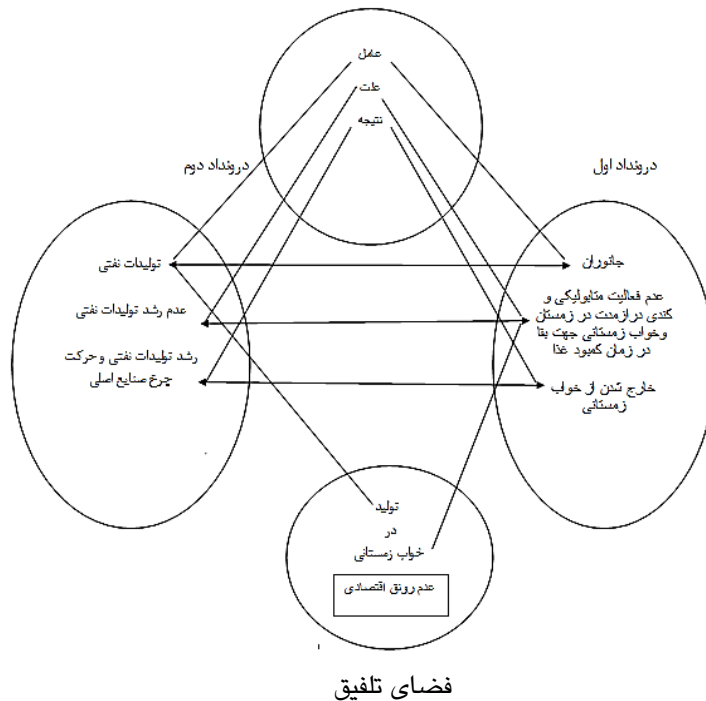 عامل
علت
نتیجه
درونداد اول
درونداد دوم
جانوران
عدم فعالیت متابولیکی و
کندی درازمدت در زمستان
وخواب زمستانی جهت بقا
در زمان کمبود غذا
خارج شدن از خواب
زمستانی
تولیدات نفتی
عدم رشد تولیدات نفتی
رشد تولیدات نفتی و حرکت
چرخ صنایع اصلی
تولید
در
خواب زمستانی
عدم رونق اقتصادی
فضای تلفیق